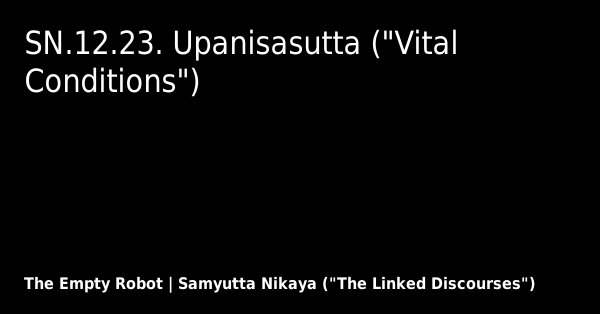 SN.12.23. Upanisasutta ("Vital
Conditions")
The Empty Robot | Samyutta Nikaya ("The Linked Discourses")